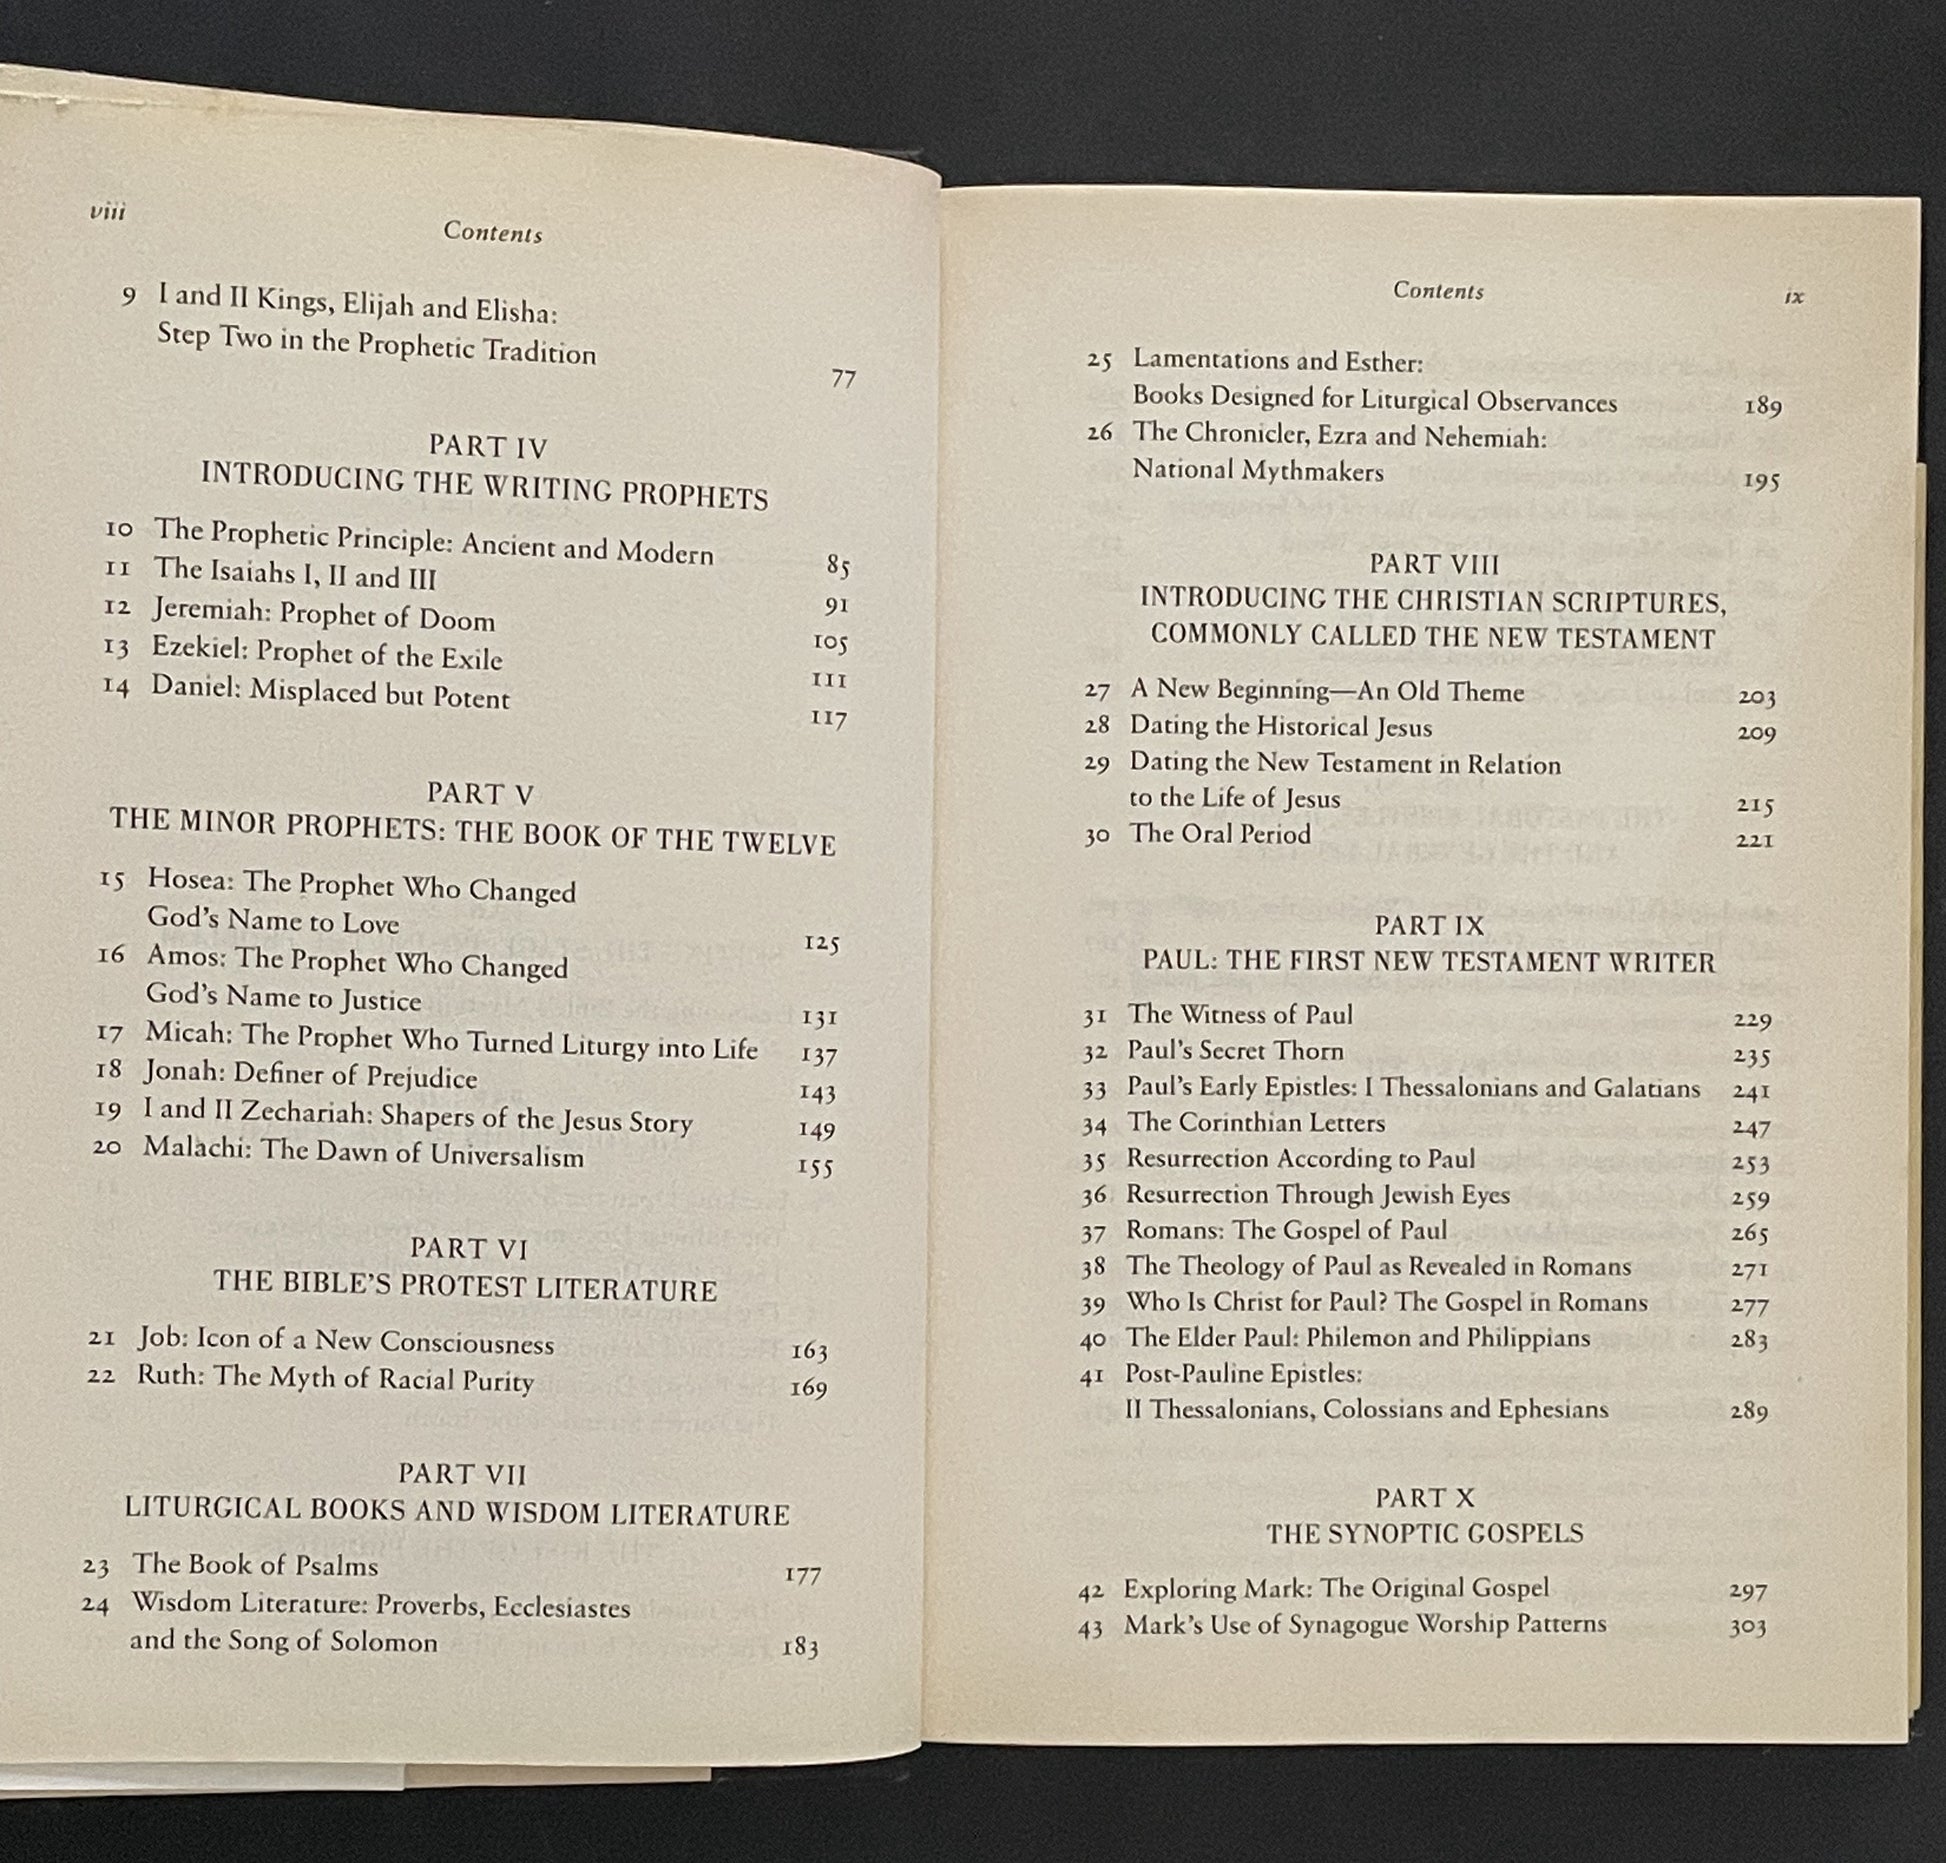 viii
Contents
9 I and II Kings, Elijah and Elisha:
Step Two in the Prophetic Tradition 77
PART IV
INTRODUCING THE WRITING PROPHETS
10 The Prophetic Principle: Ancient and Modern 85
11 The Isaiahs I, II and III 91
12 Jeremiah: Prophet of Doom 105
13 Ezekiel: Prophet of the Exile 111
14 Daniel: Misplaced but Potent 117
PART V
THE MINOR PROPHETS: THE BOOK OF THE TWELVE
15 Hosea: The Prophet Who Changed
God's Name to Love 125
16 Amos: The Prophet Who Changed
God's Name to Justice 131
17 Micah: The Prophet Who Turned Liturgy into Life 137
18 Jonah: Definer of Prejudice 143
19 I and II Zechariah: Shapers of the Jesus Story 149
20 Malachi: The Dawn of Universalism 155
PART VI
THE BIBLE'S PROTEST LITERATURE
21 Job: Icon of a New Consciousness 163
22 Ruth: The Myth of Racial Purity 169
PART VII
LITURGICAL BOOKS AND WISDOM LITERATURE
23 The Book of Psalms 177
24 Wisdom Literature: Proverbs, Ecclesiastes
and the Song of Solomon 183
Contents ix
25 Lamentations and Esther:
Books Designed for Liturgical Observances 189
26 The Chronicler, Ezra and Nehemiah:
National Mythmakers 195
PART VIII
INTRODUCING THE CHRISTIAN SCRIPTURES,
COMMONLY CALLED THE NEW TESTAMENT
27 A New Beginning—An Old Theme 203
28 Dating the Historical Jesus 209
29 Dating the New Testament in Relation
to the Life of Jesus 215
30 The Oral Period 221
PART IX
PAUL: THE FIRST NEW TESTAMENT WRITER
31 The Witness of Paul 229
32 Paul's Secret Thorn 235
33 Paul's Early Epistles: I Thessalonians and Galatians 241
34 The Corinthian Letters 247
35 Resurrection According to Paul 253
36 Resurrection Through Jewish Eyes 259
37 Romans: The Gospel of Paul 265
38 The Theology of Paul as Revealed in Romans 271
39 Who Is Christ for Paul? The Gospel in Romans 277
40 The Elder Paul: Philemon and Philippians 283
41 Post-Pauline Epistles:
II Thessalonians, Colossians and Ephesians 289
PART X
THE SYNOPTIC GOSPELS
42 Exploring Mark: The Original Gospel 297
43 Mark's Use of Synagogue Worship Patterns 303